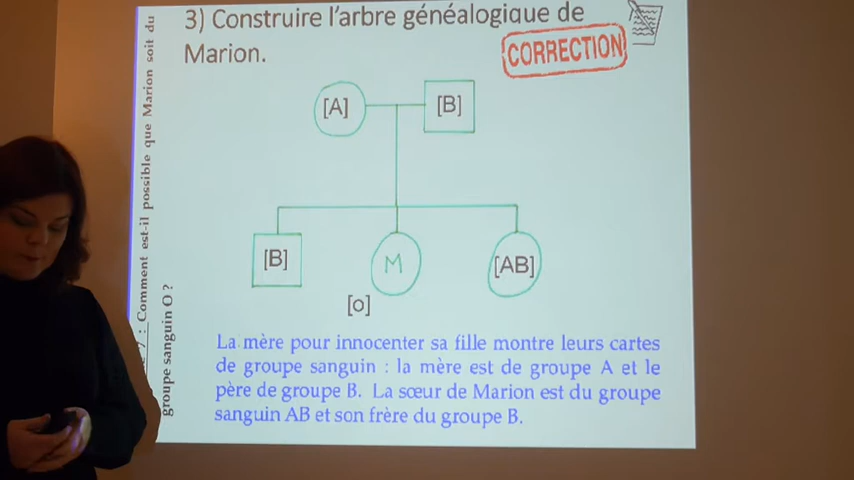 3) Construire l'arbre généalogique de
Marion.
CORRECTION
[A]
[B]
[B]
M
[AB]
[O]
La mère pour innocenter sa fille montre leurs cartes
de groupe sanguin : la mère est de groupe A et le
père de groupe B. La sœur de Marion est du groupe
sanguin AB et son frère du groupe B.
7 : Comment est-il possible que Marion soit du
groupe sanguin O ?